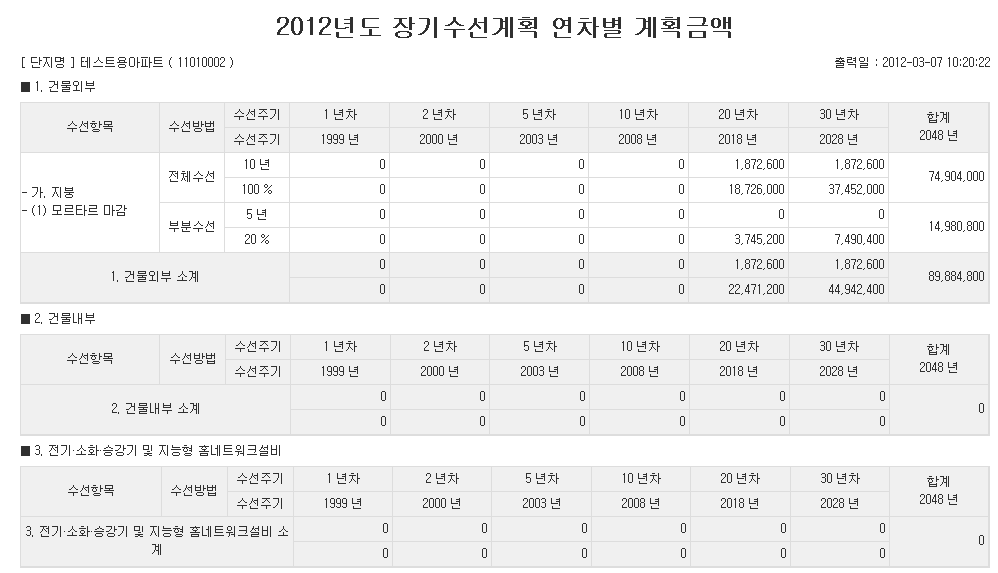 2012년도 장기수선계획 연차별 계획금액
[ 단지명 ] 테스트용아파트 ( 11010002 ) 출력일 : 2012-03-07 10:20:22
■ 1. 건물외부
수선항목 수선방법 수선주기 1 년차 2 년차 5 년차 10 년차 20 년차 30 년차 합계
수선주기 1999 년 2000 년 2003 년 2008 년 2018 년 2028 년 2048 년
- 가. 지붕
- (1) 모르타르 마감
전체수선 10 년 0 0 0 0 1,872,600 1,872,600 74,904,000
100 % 0 0 0 0 18,726,000 37,452,000
부분수선 5 년 0 0 0 0 0 0 14,980,800
20 % 0 0 0 0 3,745,200 7,490,400
1. 건물외부 소계 0 0 0 0 1,872,600 1,872,600 89,884,800
0 0 0 0 22,471,200 44,942,400
■ 2. 건물내부
수선항목 수선방법 수선주기 1 년차 2 년차 5 년차 10 년차 20 년차 30 년차 합계
수선주기 1999 년 2000 년 2003 년 2008 년 2018 년 2028 년 2048 년
2. 건물내부 소계 0 0 0 0 0 0 0
0 0 0 0 0 0
■ 3. 전기·소화·승강기 및 지능형 홈네트워크설비
수선항목 수선방법 수선주기 1 년차 2 년차 5 년차 10 년차 20 년차 30 년차 합계
수선주기 1999 년 2000 년 2003 년 2008 년 2018 년 2028 년 2048 년
3. 전기·소화·승강기 및 지능형 홈네트워크설비 소 0 0 0 0 0 0 0
계 0 0 0 0 0 0